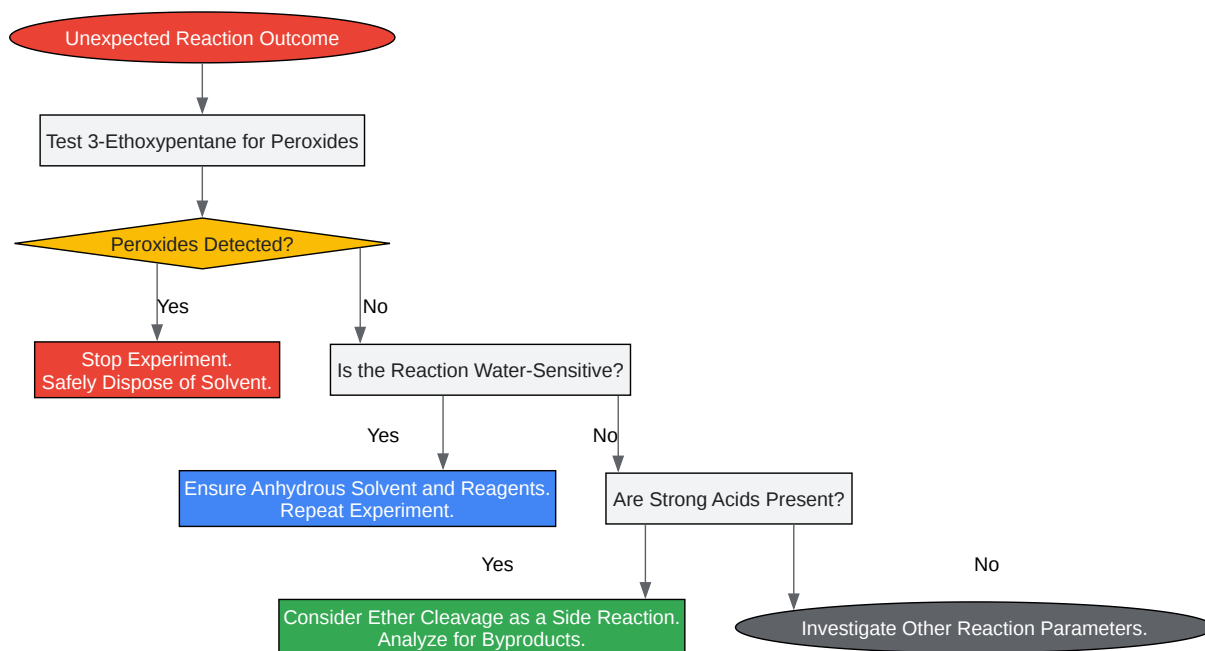 Unexpected Reaction Outcome
Test 3-Ethoxypentane for Peroxides
Peroxides Detected?
Yes
No
Stop Experiment.
Safely Dispose of Solvent.
Is the Reaction Water-Sensitive?
Yes
No
Ensure Anhydrous Solvent and Reagents.
Repeat Experiment.
Are Strong Acids Present?
Yes
No
Consider Ether Cleavage as a Side Reaction.
Analyze for Byproducts.
Investigate Other Reaction Parameters.